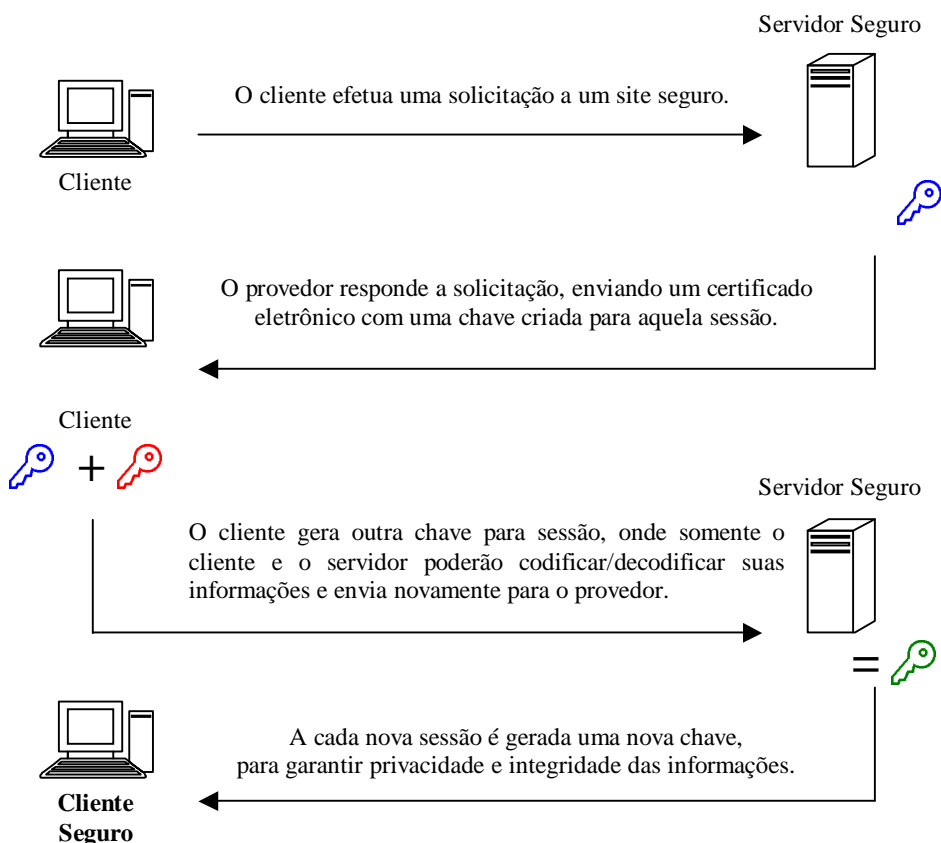 Servidor Seguro
O cliente efetua uma solicitação a um site seguro.
Cliente
O provedor responde a solicitação, enviando um certificado
eletrônico com uma chave criada para aquela sessão.
Cliente
+
Servidor Seguro
O cliente gera outra chave para sessão, onde somente o
cliente e o servidor poderão codificar/decodificar suas
informações e envia novamente para o provedor.
=
A cada nova sessão é gerada uma nova chave,
para garantir privacidade e integridade das informações.
Cliente
Seguro